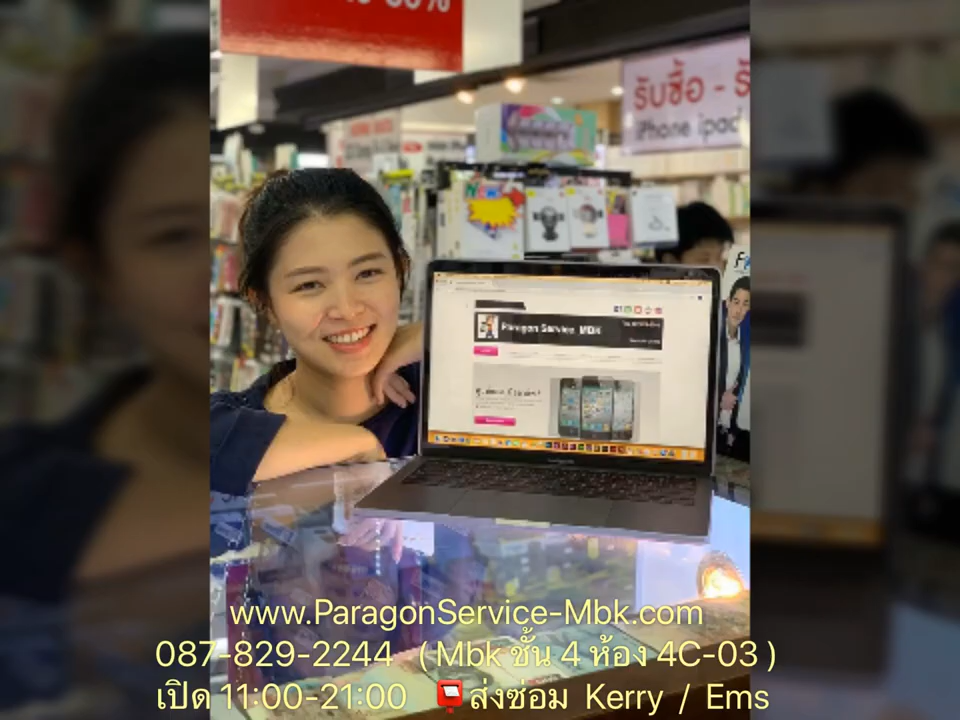 รับซื้อ - รั
iPhone ipad
Paragon Service MBK
www.ParagonService-Mbk.com
087-829-2244 ( Mbk ชั้น 4 ห้อง 4C-03 )
เปิด 11:00-21:00 📮ส่งซ่อม Kerry / Ems